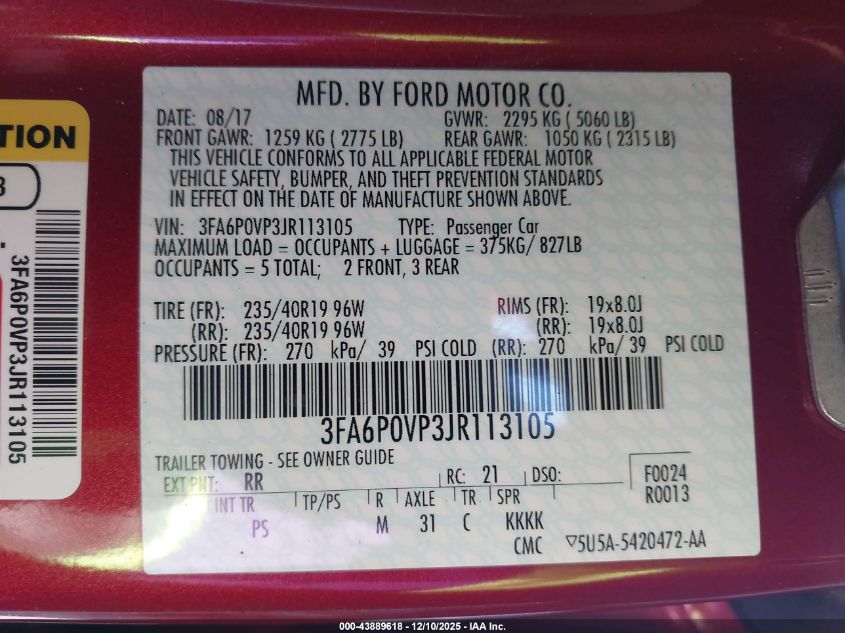 MFD. BY FORD MOTOR CO.
DATE: 08/17 GVWR: 2295 KG ( 5060 LB)
FRONT GAWR: 1259 KG ( 2775 LB) REAR GAWR: 1050 KG ( 2315 LB)
THIS VEHICLE CONFORMS TO ALL APPLICABLE FEDERAL MOTOR
VEHICLE SAFETY, BUMPER, AND THEFT PREVENTION STANDARDS
IN EFFECT ON THE DATE OF MANUFACTURE SHOWN ABOVE.
VIN: 3FA6P0VP3JR113105 TYPE: Passenger Car
MAXIMUM LOAD = OCCUPANTS + LUGGAGE = 375KG/ 827LB
OCCUPANTS = 5 TOTAL; 2 FRONT, 3 REAR
TIRE (FR): 235/40R19 96W RIMS (FR): 19x8.0J
(RR): 235/40R19 96W (RR): 19x8.0J
PRESSURE (FR): 270 kPa/ 39 PSI COLD (RR): 270 kPa/ 39 PSI COLD
3FA6P0VP3JR113105
TRAILER TOWING - SEE OWNER GUIDE
EXT PNT: RR RC: 21 DSO: F0024
INT TR TP/PS R AXLE TR SPR R0013
PS M 31 C KKKK
CMC ▽5U5A-5420472-AA
TION
3
3FA6P0VP3JR113105
000-43889618 - 12/10/2025 - IAA Inc.